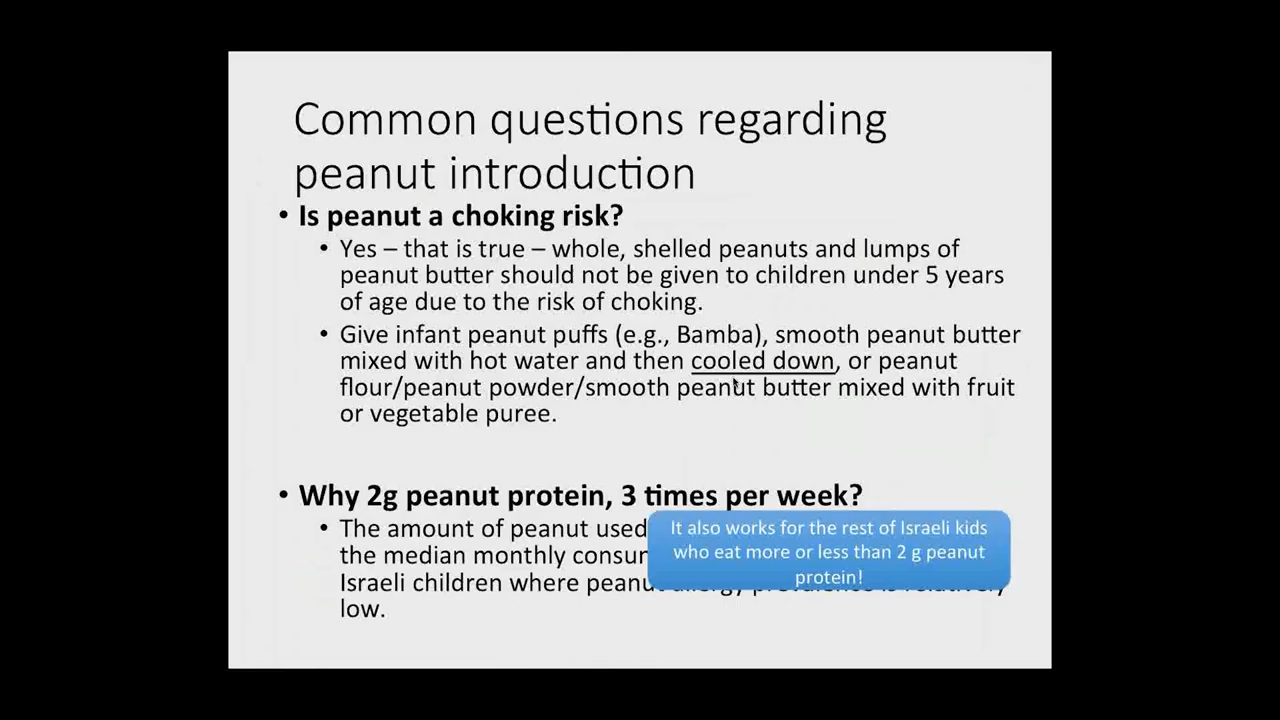 Common questions regarding
peanut introduction
• Is peanut a choking risk?
• Yes – that is true – whole, shelled peanuts and lumps of
peanut butter should not be given to children under 5 years
of age due to the risk of choking.
• Give infant peanut puffs (e.g., Bamba), smooth peanut butter
mixed with hot water and then cooled down, or peanut
flour/peanut powder/smooth peanut butter mixed with fruit
or vegetable puree.
• Why 2g peanut protein, 3 times per week?
• The amount of peanut used
the median monthly
Israeli children where
low.
It also works for the rest of Israeli kids
who eat more or less than 2 g peanut
protein!